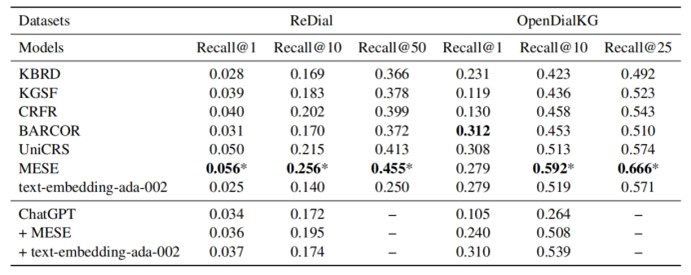 Datasets ReDial OpenDialKG
Models Recall@1 Recall@10 Recall@50 Recall@1 Recall@10 Recall@25
KBRD 0.028 0.169 0.366 0.231 0.423 0.492
KGSF 0.039 0.183 0.378 0.119 0.436 0.523
CRFR 0.040 0.202 0.399 0.130 0.458 0.543
BARCOR 0.031 0.170 0.372 0.312 0.453 0.510
UniCRS 0.050 0.215 0.413 0.308 0.513 0.574
MESE 0.056* 0.256* 0.455* 0.279 0.592* 0.666*
text-embedding-ada-002 0.025 0.140 0.250 0.279 0.519 0.571
ChatGPT 0.034 0.172 – 0.105 0.264 –
+ MESE 0.036 0.195 – 0.240 0.508 –
+ text-embedding-ada-002 0.037 0.174 – 0.310 0.539 –